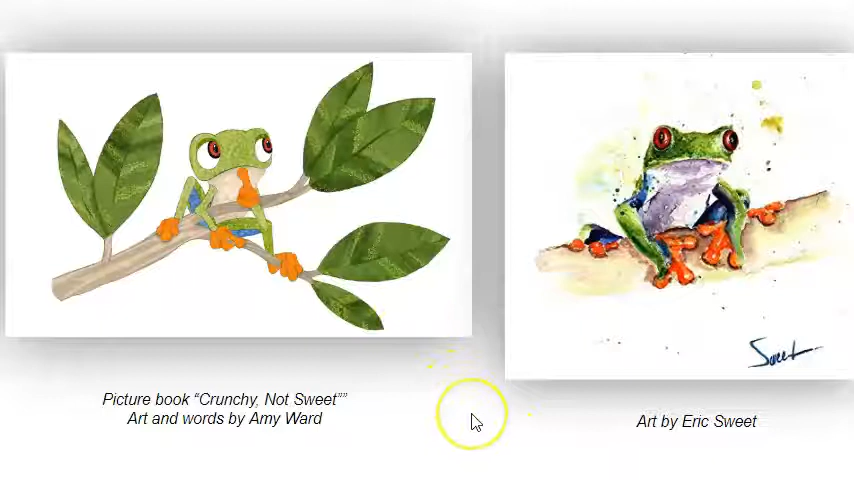 Sweet
Picture book “Crunchy, Not Sweet””
Art and words by Amy Ward
Art by Eric Sweet